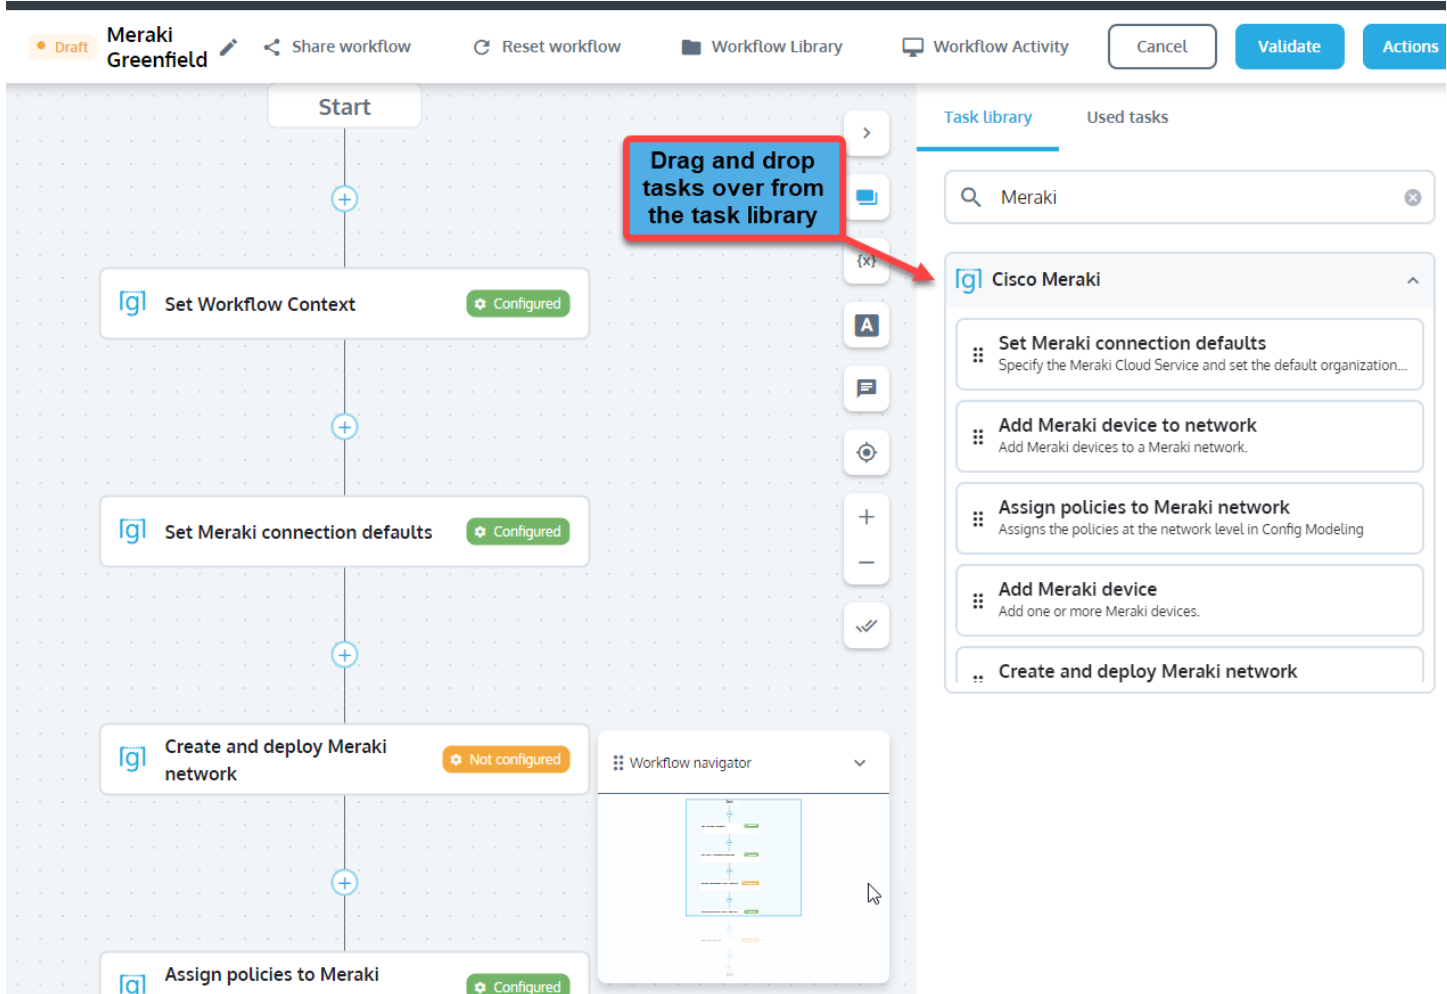 Draft
Meraki
Greenfield
Share workflow
Reset workflow
Workflow Library
Workflow Activity
Cancel
Validate
Actions
Start
Drag and drop
tasks over from
the task library
Task library
Used tasks
Meraki
{x}
A
[g] Cisco Meraki
Set Meraki connection defaults
Specify the Meraki Cloud Service and set the default organization...
Add Meraki device to network
Add Meraki devices to a Meraki network.
Assign policies to Meraki network
Assigns the policies at the network level in Config Modeling
Add Meraki device
Add one or more Meraki devices.
Create and deploy Meraki network
[g] Set Workflow Context Configured
[g] Set Meraki connection defaults Configured
[g] Create and deploy Meraki
network
Not configured
Workflow navigator
[g] Assign policies to Meraki
Configured